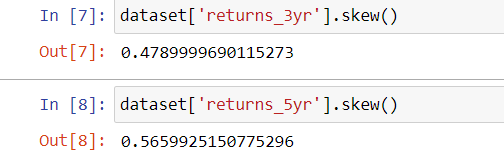 In [7]: dataset['returns_3yr'].skew()
Out[7]: 0.4789999690115273
In [8]: dataset['returns_5yr'].skew()
Out[8]: 0.5659925150775296